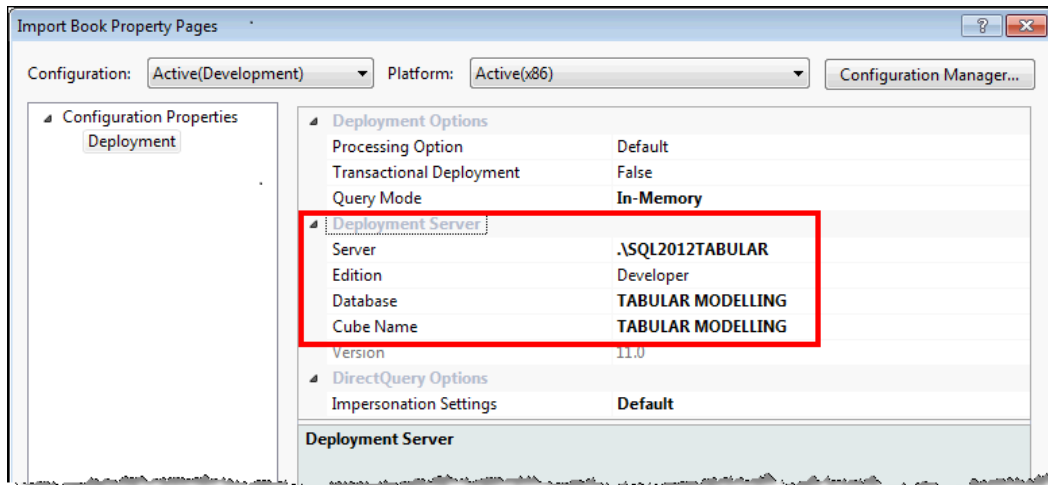 Import Book Property Pages
Configuration: Active(Development) Platform: Active(x86) Configuration Manager...
Configuration Properties
Deployment
Deployment Options
Processing Option Default
Transactional Deployment False
Query Mode In-Memory
Deployment Server
Server .\SQL2012TABULAR
Edition Developer
Database TABULAR MODELLING
Cube Name TABULAR MODELLING
Version 11.0
DirectQuery Options
Impersonation Settings Default
Deployment Server